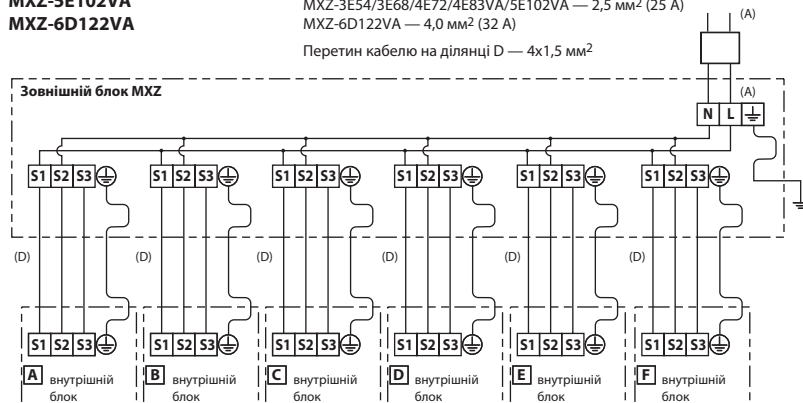 MXZ-5E102VA
MXZ-6D122VA
MXZ-3E54/3E68/4E72/4E83VA/5E102VA — 2,5 мм² (25 A)
MXZ-6D122VA — 4,0 мм² (32 A)
Перетин кабелю на ділянці D — 4x1,5 мм²
(A)
Зовнішній блок MXZ
(A)
N L
S1 S2 S3 S1 S2 S3 S1 S2 S3 S1 S2 S3 S1 S2 S3 S1 S2 S3
(D) (D) (D) (D) (D) (D)
S1 S2 S3 S1 S2 S3 S1 S2 S3 S1 S2 S3 S1 S2 S3 S1 S2 S3
A внутрішній блок
B внутрішній блок
C внутрішній блок
D внутрішній блок
E внутрішній блок
F внутрішній блок